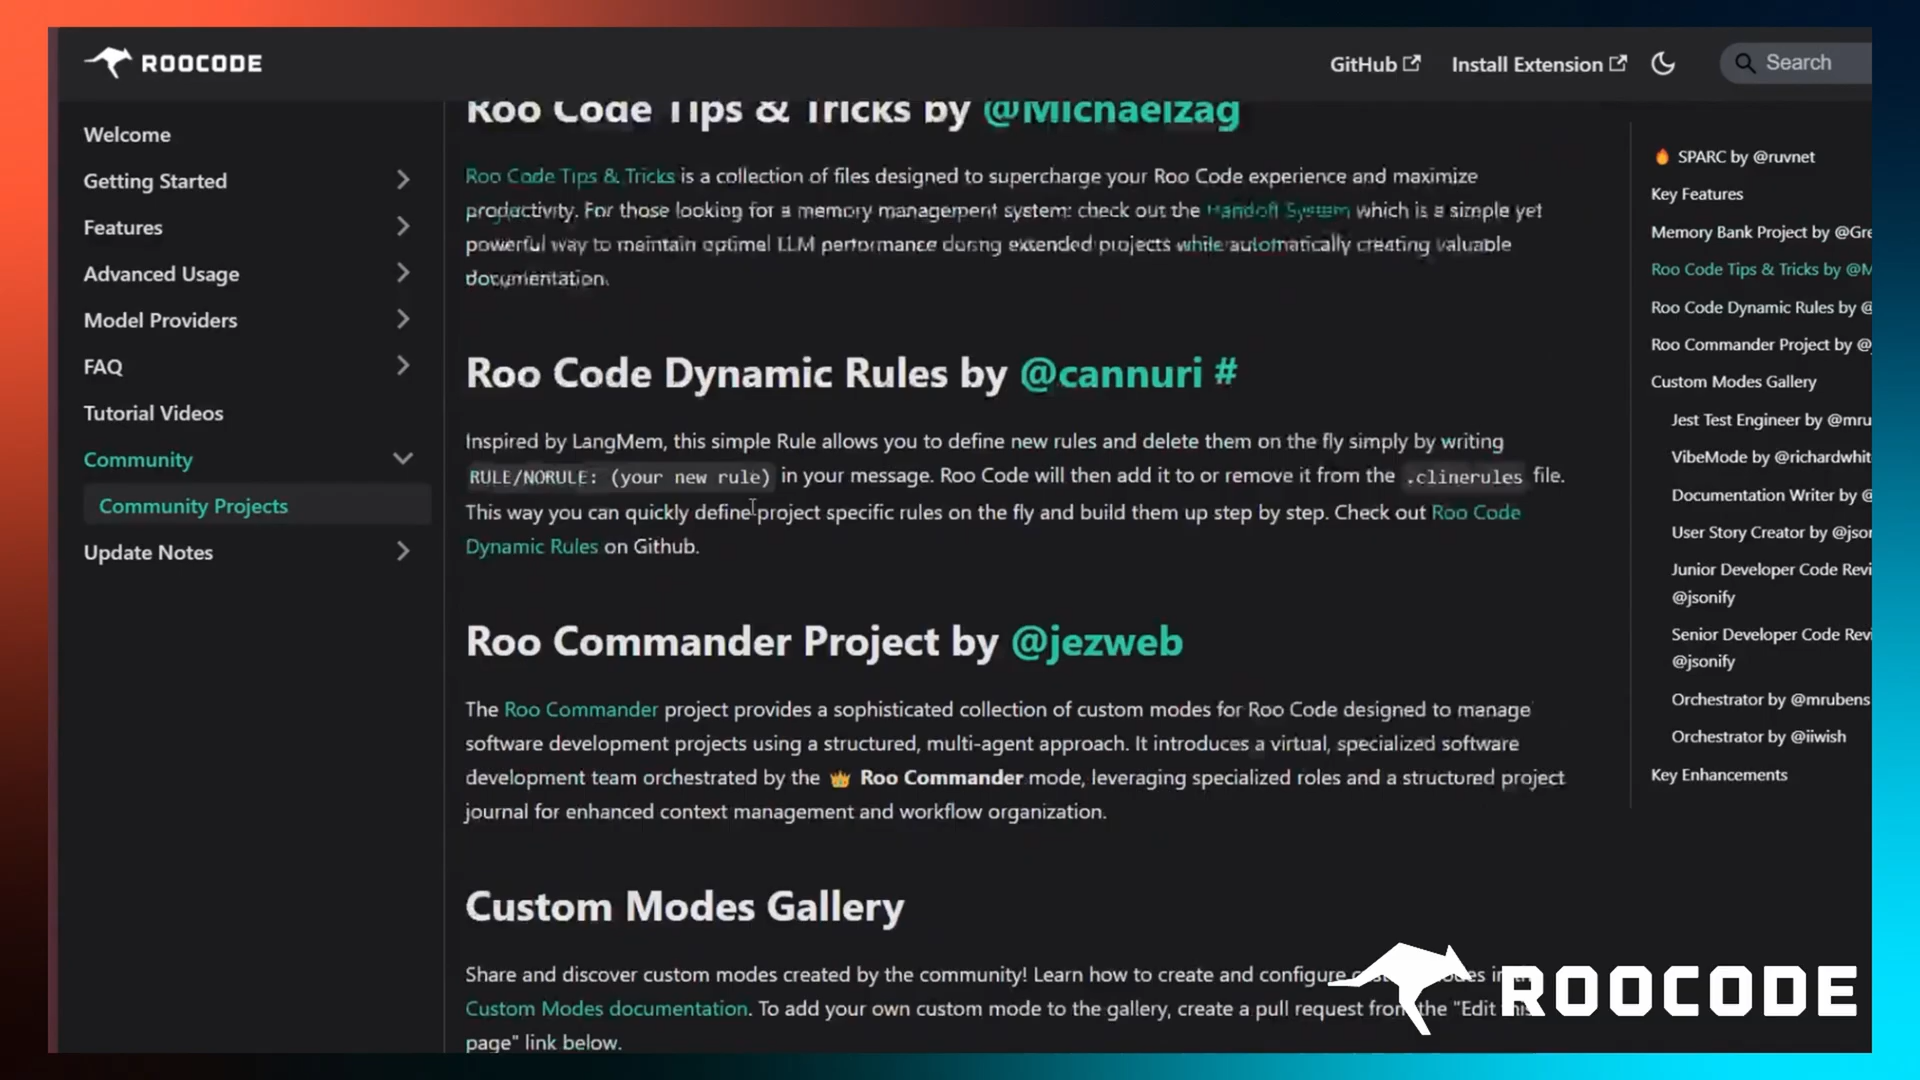 ROOCODE
GitHub
Install Extension
Search
Welcome
Getting Started
Features
Advanced Usage
Model Providers
FAQ
Tutorial Videos
Community
Community Projects
Update Notes
Roo Code Tips & Tricks by @Michaelzag
Roo Code Tips & Tricks is a collection of files designed to supercharge your Roo Code experience and maximize
productivity. For those looking for a memory management system: check out the Handoff System which is a simple yet
powerful way to maintain optimal LLM performance during extended projects while automatically creating valuable
documentation.
Roo Code Dynamic Rules by @cannuri #
Inspired by LangMem, this simple Rule allows you to define new rules and delete them on the fly simply by writing
RULE/NORULE: (your new rule) in your message. Roo Code will then add it to or remove it from the .clinerules file.
This way you can quickly define project specific rules on the fly and build them up step by step. Check out Roo Code
Dynamic Rules on Github.
Roo Commander Project by @jezweb
The Roo Commander project provides a sophisticated collection of custom modes for Roo Code designed to manage
software development projects using a structured, multi-agent approach. It introduces a virtual, specialized software
development team orchestrated by the 👑 Roo Commander mode, leveraging specialized roles and a structured project
journal for enhanced context management and workflow organization.
Custom Modes Gallery
Share and discover custom modes created by the community! Learn how to create and configure
Custom Modes documentation. To add your own custom mode to the gallery, create a pull request from the "Edit this
page" link below.
🔥 SPARC by @ruvnet
Key Features
Memory Bank Project by @Gre
Roo Code Tips & Tricks by @M
Roo Code Dynamic Rules by @
Roo Commander Project by @
Custom Modes Gallery
Jest Test Engineer by @mru
VibeMode by @richardwhit
Documentation Writer by @
User Story Creator by @jso
Junior Developer Code Revi
@jsonify
Senior Developer Code Revi
@jsonify
Orchestrator by @mrubens
Orchestrator by @iiwish
Key Enhancements
ROOCODE